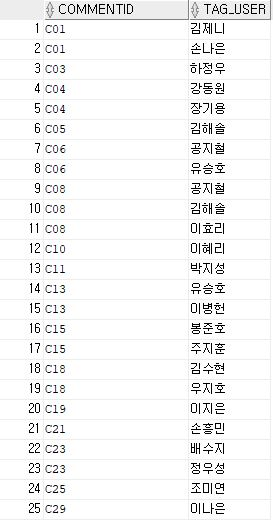 COMMENTID TAG_USER
1 C01 김제니
2 C01 손나은
3 C03 하정우
4 C04 강동원
5 C04 장기용
6 C05 김해솔
7 C06 공지철
8 C06 유승호
9 C08 공지철
10 C08 김해솔
11 C08 이효리
12 C10 이혜리
13 C11 박지성
14 C13 유승호
15 C13 이병헌
16 C15 봉준호
17 C15 주지훈
18 C18 김수현
19 C18 우지호
20 C19 이지은
21 C21 손흥민
22 C23 배수지
23 C23 정우성
24 C25 조미연
25 C29 이나은